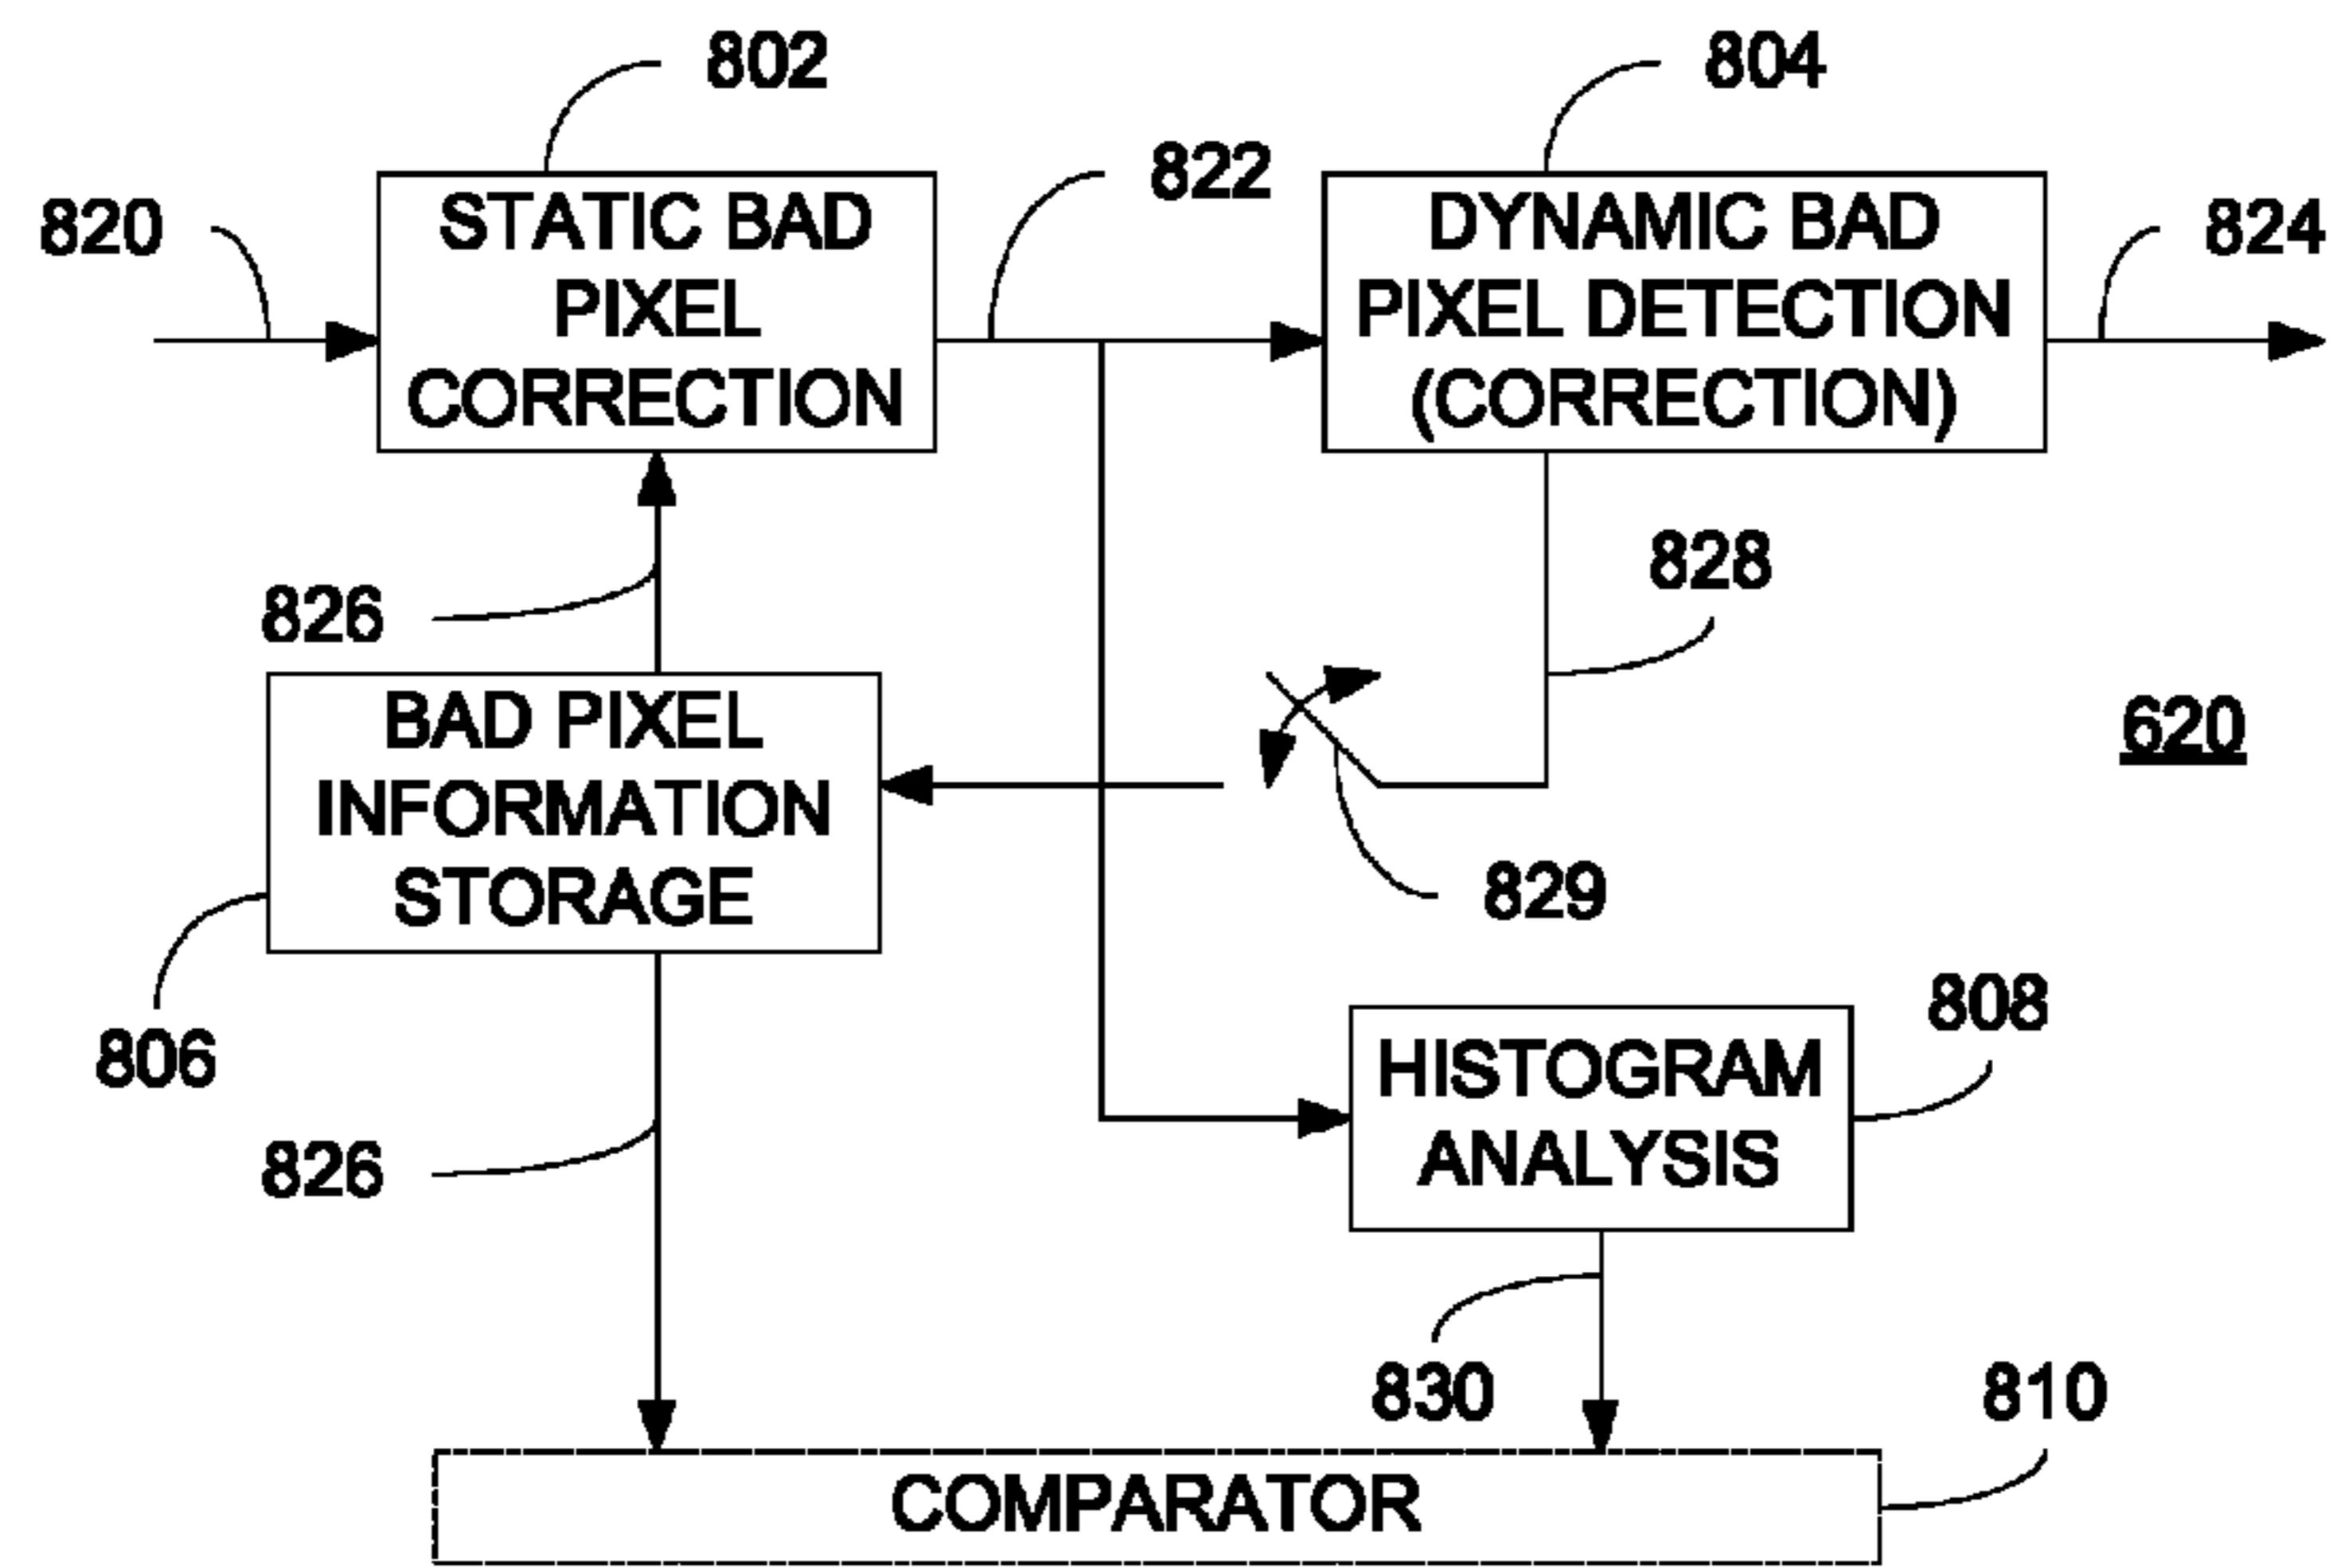 802
804
820
STATIC BAD
PIXEL
CORRECTION
822
DYNAMIC BAD
PIXEL DETECTION
(CORRECTION)
824
826
828
BAD PIXEL
INFORMATION
STORAGE
620
829
806
HISTOGRAM
ANALYSIS
808
826
830
810
COMPARATOR